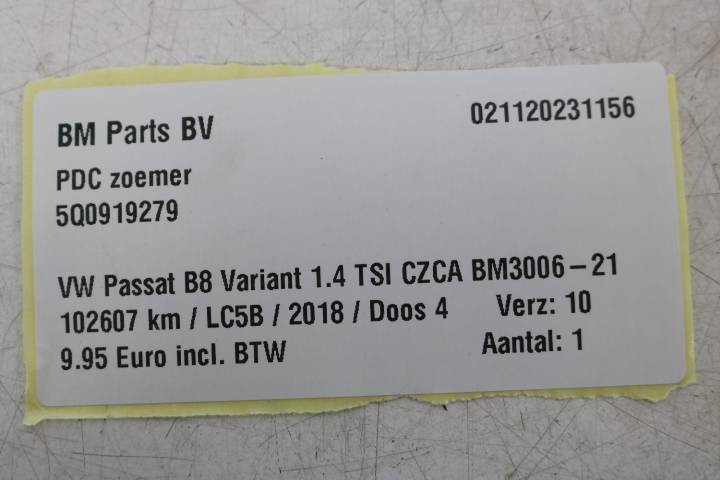 BM Parts BV 021120231156
PDC zoemer
5Q0919279
VW Passat B8 Variant 1.4 TSI CZCA BM3006-21
102607 km / LC5B / 2018 / Doos 4 Verz: 10
9.95 Euro incl. BTW Aantal: 1